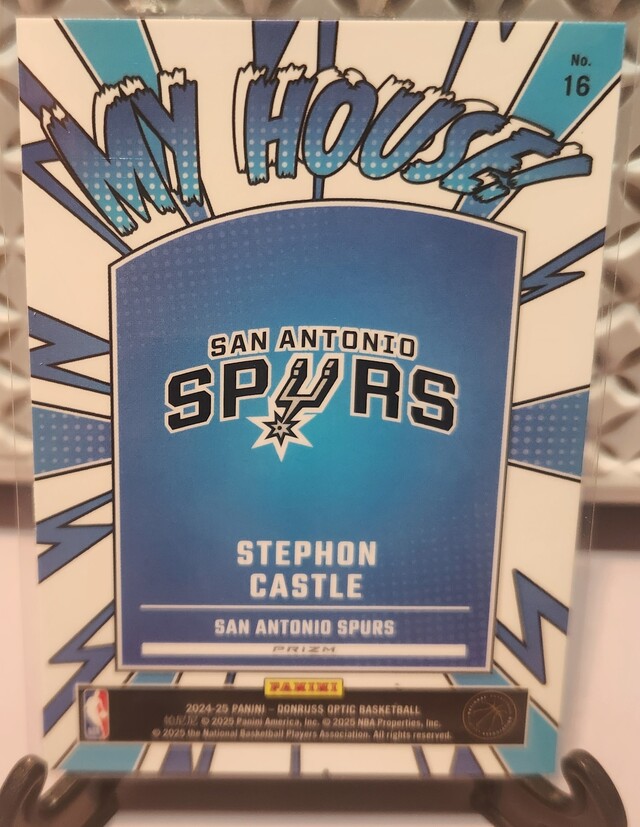 No.
16
MY HOUSE!
SAN ANTONIO
SPURS
STEPHON
CASTLE
SAN ANTONIO SPURS
PRIZM
PANINI
2024-25 PANINI – DONRUSS OPTIC BASKETBALL
© 2025 Panini America, Inc. © 2025 NBA Properties, Inc.
© 2025 the National Basketball Players Association. All rights reserved.